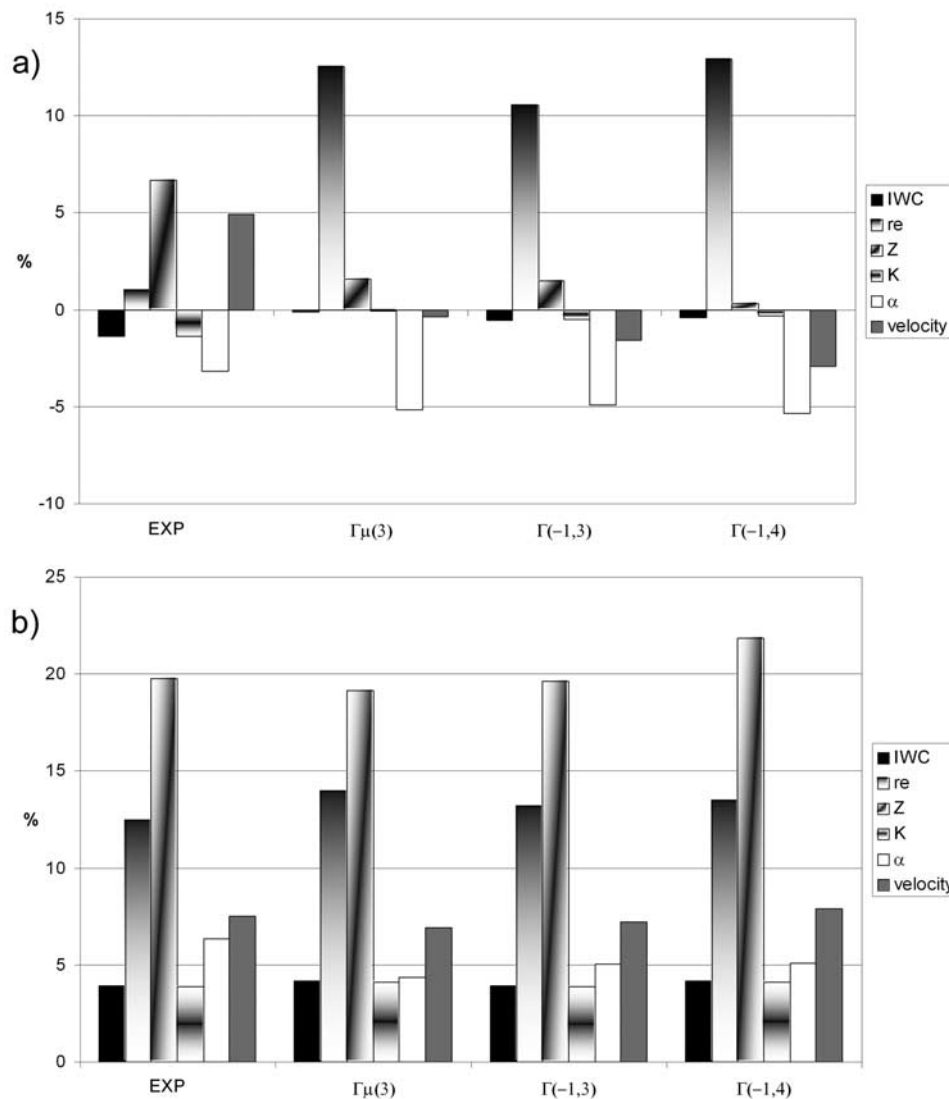 a)
15
10
5
0
-5
-10
%
EXP
Γμ(3)
Γ(−1,3)
Γ(−1,4)
IWC
re
Z
K
α
velocity
b)
25
20
15
10
5
0
%
EXP
Γμ(3)
Γ(−1,3)
Γ(−1,4)
IWC
re
Z
K
α
velocity